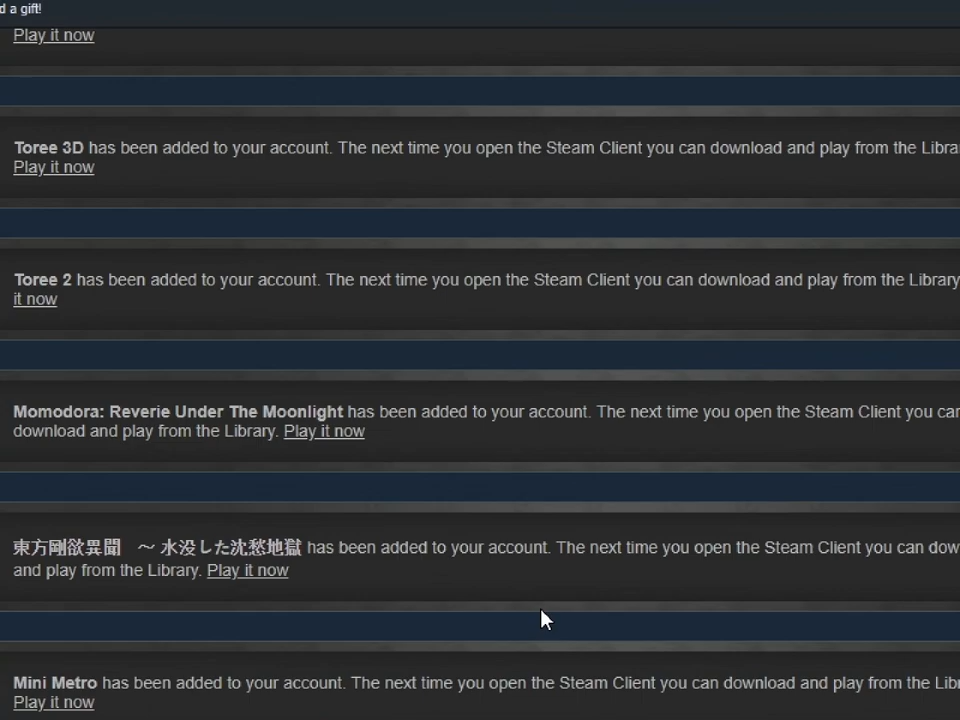 d a gift!
Play it now
Toree 3D has been added to your account. The next time you open the Steam Client you can download and play from the Libra
Play it now
Toree 2 has been added to your account. The next time you open the Steam Client you can download and play from the Library
it now
Momodora: Reverie Under The Moonlight has been added to your account. The next time you open the Steam Client you can
download and play from the Library. Play it now
東方剛欲異聞　～ 水没した沈愁地獄 has been added to your account. The next time you open the Steam Client you can dow
and play from the Library. Play it now
Mini Metro has been added to your account. The next time you open the Steam Client you can download and play from the Libr
Play it now